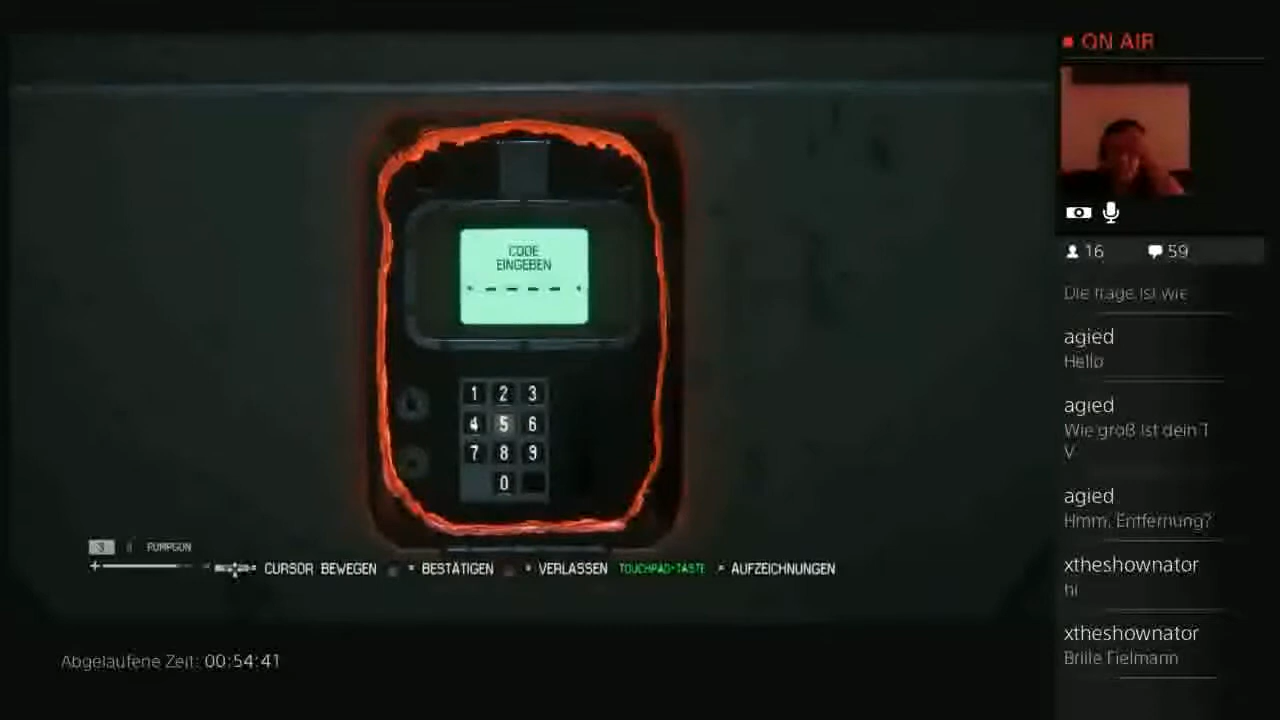 ON AIR
16 59
Die frage ist wie
agied
Hello
agied
Wie groß ist dein T
V
agied
Hmm, Entfernung?
xtheshownator
hi
xtheshownator
Brille Fielmann
CODE
EINGEBEN
1 2 3
4 5 6
7 8 9
0
3 PUMPGUN
CURSOR BEWEGEN = BESTÄTIGEN = VERLASSEN TOUCHPAD-TASTE = AUFZEICHNUNGEN
Abgelaufene Zeit: 00:54:41